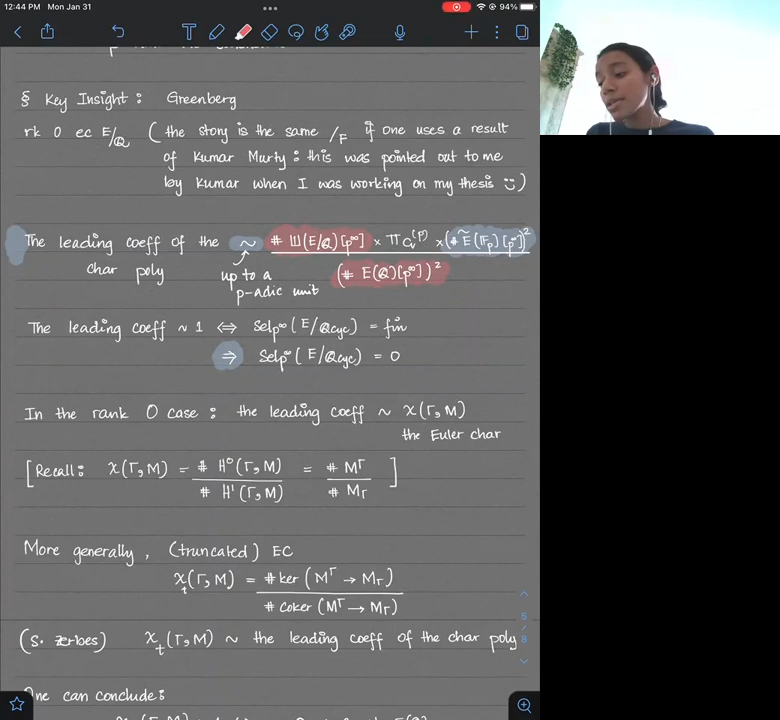 12:44 PM Mon Jan 31
94%
§ Key Insight: Greenberg
rk 0 ec E/Q (the story is the same /F if one uses a result
of Kumar Murty: this was pointed out to me
by Kumar when I was working on my thesis :))
The leading coeff of the ~ # Ш(E/Q)[p^∞] × Π c_v^(p) × (# Ẽ(F_p)[p^∞])^2
char poly
(# E(Q)[p^∞])^2
up to a
p-adic unit
The leading coeff ~ 1 ⇔ Sel_p^∞(E/Q_cyc) = fin
⇒ Sel_p^∞(E/Q_cyc) = 0
In the rank 0 case: the leading coeff ~ χ(Γ, M)
the Euler char
[Recall: χ(Γ, M) = # H^0(Γ, M) / # H^1(Γ, M) = # M^Γ / # M_Γ ]
More generally, (truncated) EC
χ_t(Γ, M) = # ker (M^Γ → M_Γ)
# coker (M^Γ → M_Γ)
5
8
(S. Zerbes) χ_t(Γ, M) ~ the leading coeff of the char poly
One can conclude: